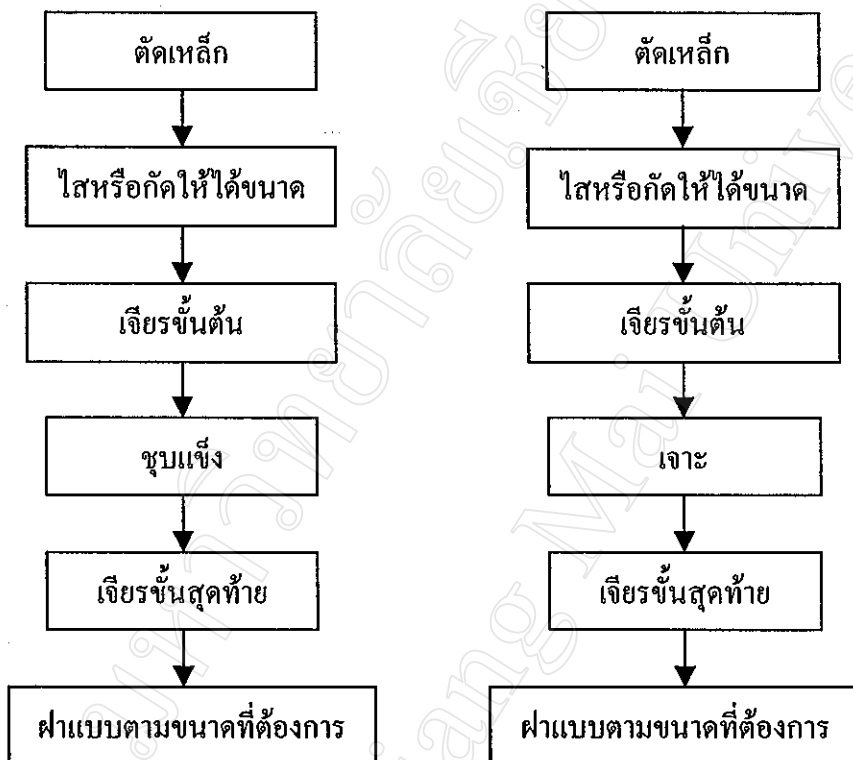 ตัดเหล็ก
ไสหรือกัดให้ได้ขนาด
เจียรขั้นต้น
ชุบแข็ง
เจียรขั้นสุดท้าย
ฝาแบบตามขนาดที่ต้องการ
ตัดเหล็ก
ไสหรือกัดให้ได้ขนาด
เจียรขั้นต้น
เจาะ
เจียรขั้นสุดท้าย
ฝาแบบตามขนาดที่ต้องการ